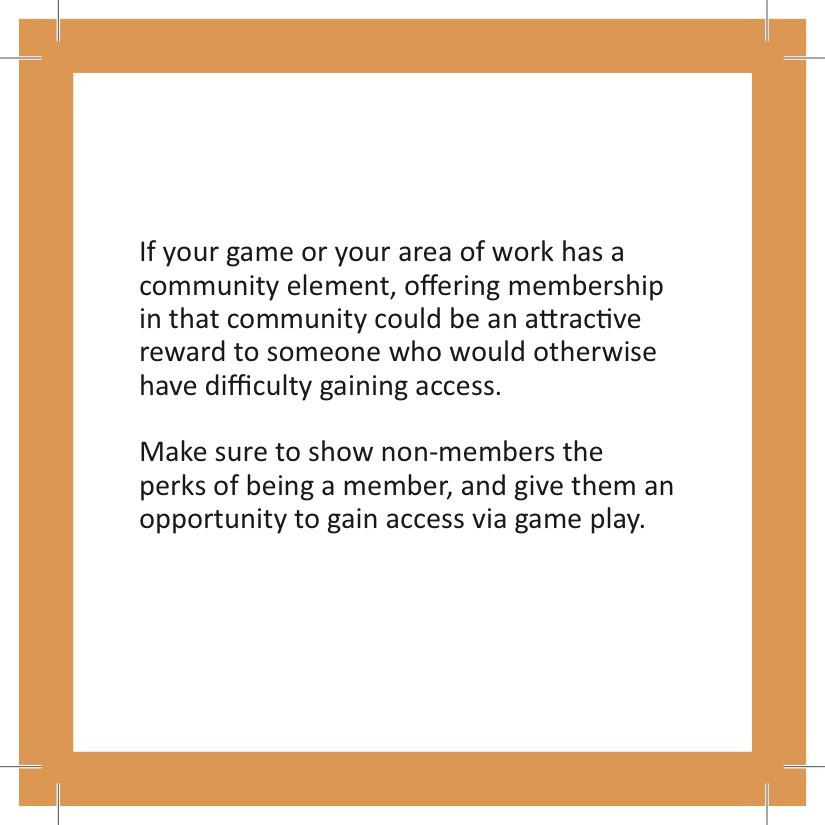 If your game or your area of work has a
community element, offering membership
in that community could be an attractive
reward to someone who would otherwise
have difficulty gaining access.
Make sure to show non-members the
perks of being a member, and give them an
opportunity to gain access via game play.